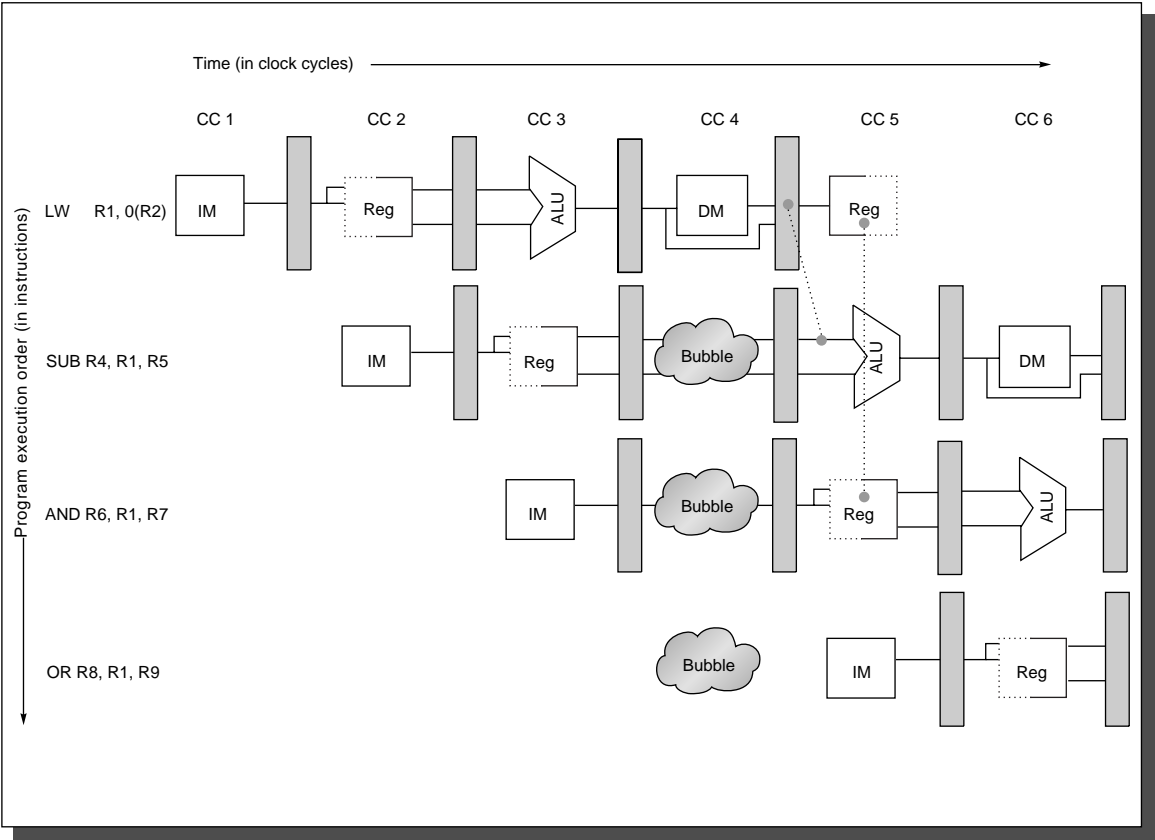 Time (in clock cycles)
CC 1 CC 2 CC 3 CC 4 CC 5 CC 6
Program execution order (in instructions)
LW R1, 0(R2) IM Reg ALU DM Reg
SUB R4, R1, R5 IM Reg Bubble ALU DM
AND R6, R1, R7 IM Bubble Reg ALU
OR R8, R1, R9 Bubble IM Reg